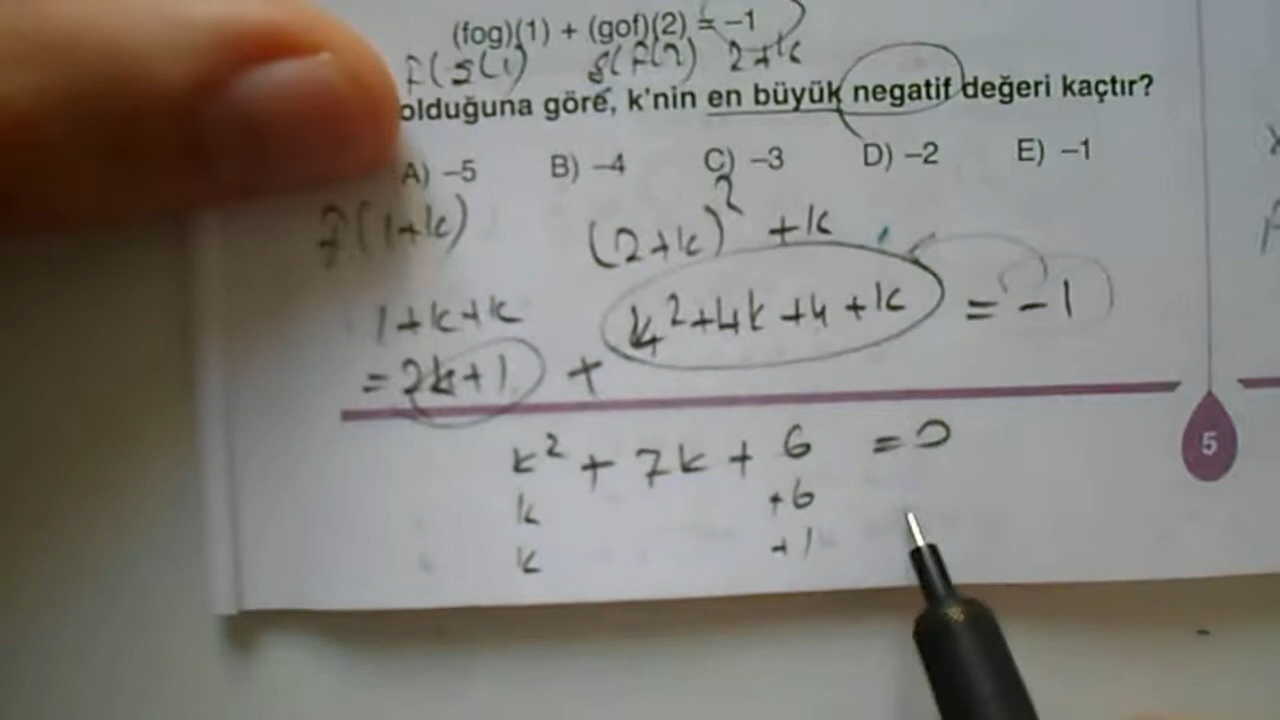 (fog)(1) + (gof)(2) = –1
f(g(1) g(f(2) 2+k
olduğuna göre, k'nin en büyük negatif değeri kaçtır?
A) –5 B) –4 C) –3 D) –2 E) –1
f(1+k) (2+k)² +k
1+k+k k²+4k+4+k = -1
=2k+1 +
k² + 7k + 6 = 0
k +6
k +1
5